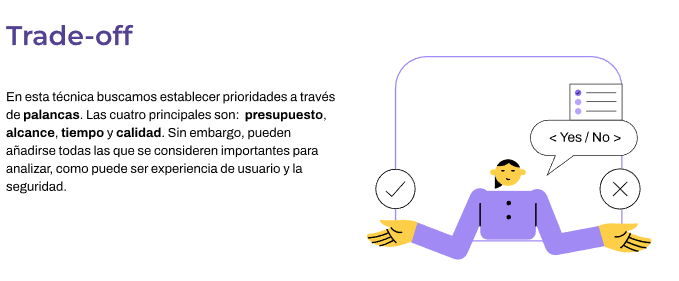 Trade-off
En esta técnica buscamos establecer prioridades a través
de palancas. Las cuatro principales son:  presupuesto,
alcance, tiempo y calidad. Sin embargo, pueden
añadirse todas las que se consideren importantes para
analizar, como puede ser experiencia de usuario y la
seguridad.
< Yes / No >